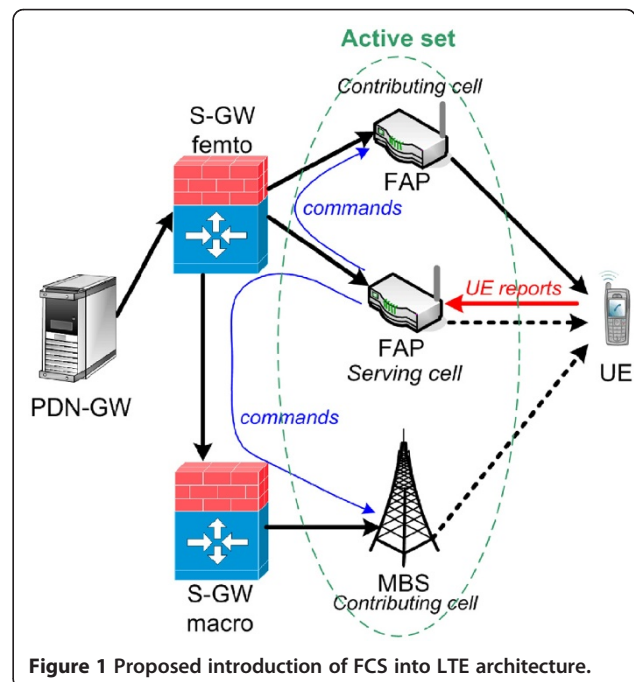 Active set
Contributing cell
S-GW
femto
FAP
commands
UE reports
FAP
Serving cell
UE
PDN-GW
commands
MBS
Contributing cell
S-GW
macro
Figure 1 Proposed introduction of FCS into LTE architecture.